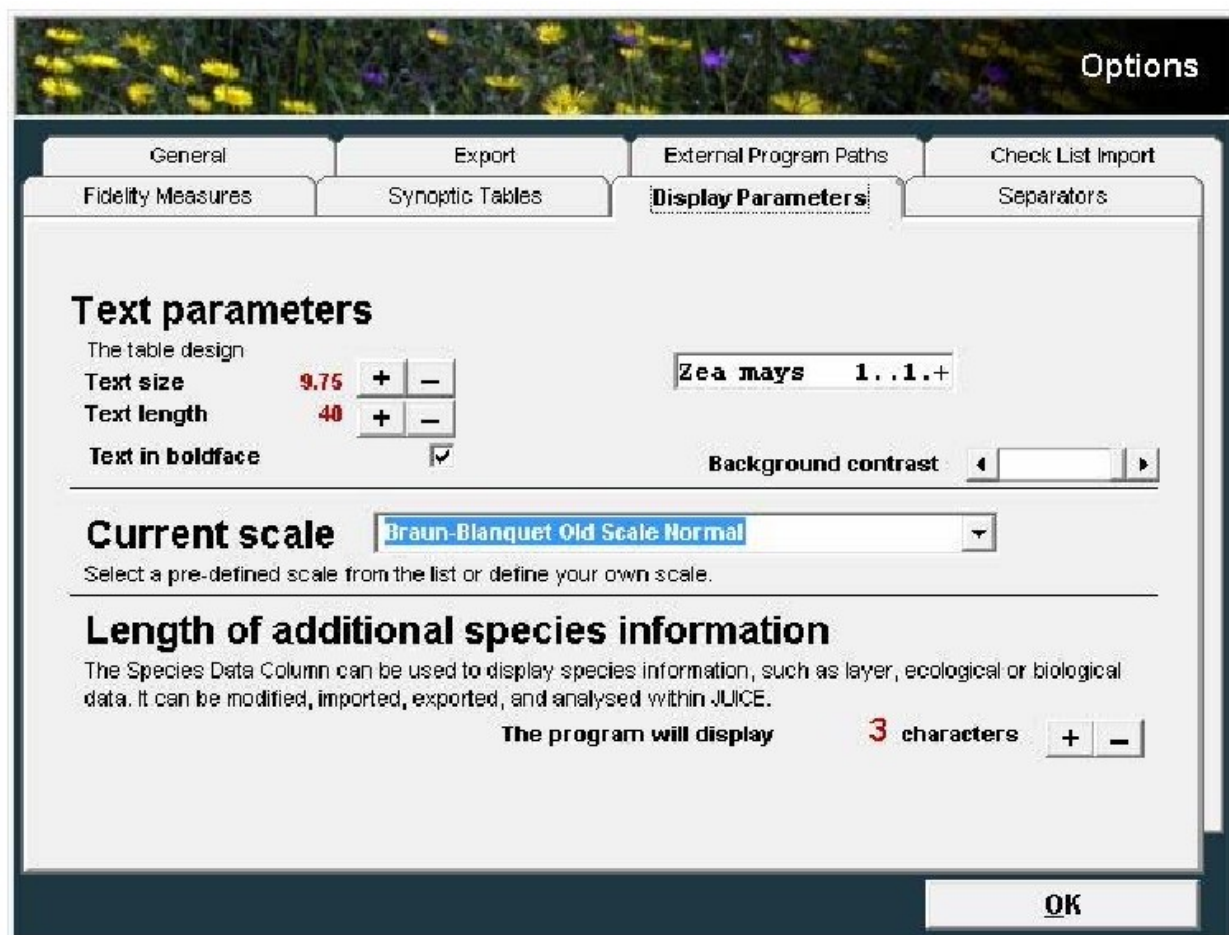 Options
General Export External Program Paths Check List Import
Fidelity Measures Synoptic Tables Display Parameters Separators
Text parameters
The table design
Text size 9.75 + – Zea mays 1..1.+
Text length 40 + –
Text in boldface Background contrast
Current scale Braun-Blanquet Old Scale Normal
Select a pre-defined scale from the list or define your own scale.
Length of additional species information
The Species Data Column can be used to display species information, such as layer, ecological or biological
data. It can be modified, imported, exported, and analysed within JUICE.
The program will display 3 characters + –
OK